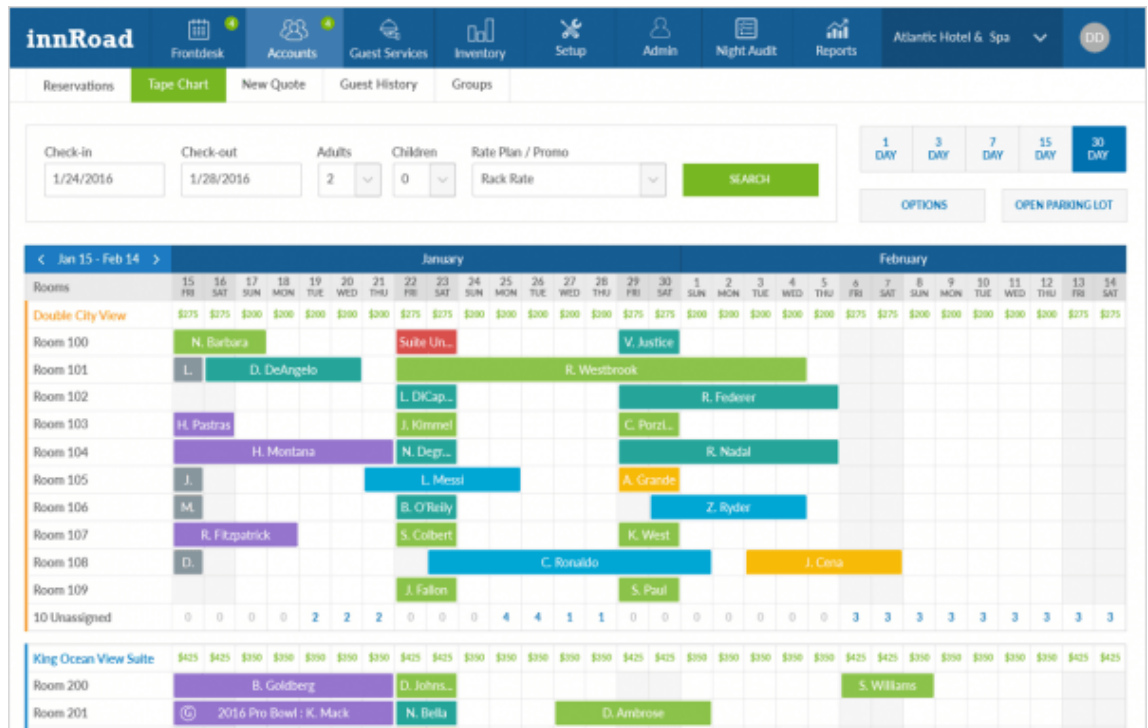 innRoad
4
4
Frontdesk Accounts Guest Services Inventory Setup Admin Night Audit Reports Atlantic Hotel & Spa DD
Reservations Tape Chart New Quote Guest History Groups
Check-in Check-out Adults Children Rate Plan / Promo
1/24/2016 1/28/2016 2 0 Rack Rate SEARCH
1 DAY 3 DAY 7 DAY 15 DAY 30 DAY
OPTIONS OPEN PARKING LOT
< Jan 15 - Feb 14 > January February
Rooms 15 FRI 16 SAT 17 SUN 18 MON 19 TUE 20 WED 21 THU 22 FRI 23 SAT 24 SUN 25 MON 26 TUE 27 WED 28 THU 29 FRI 30 SAT 1 SUN 2 MON 3 TUE 4 WED 5 THU 6 FRI 7 SAT 8 SUN 9 MON 10 TUE 11 WED 12 THU 13 FRI 14 SAT
Double City View $275 $275 $200 $200 $200 $200 $200 $275 $275 $200 $200 $200 $200 $200 $275 $275 $200 $200 $200 $200 $200 $275 $275 $200 $200 $200 $200 $200 $275 $275
Room 100 N. Barbara Suite Un... V. Justice
Room 101 L. D. DeAngelo R. Westbrook
Room 102 L. DiCap... R. Federer
Room 103 H. Pastras J. Kimmel C. Porzi...
Room 104 H. Montana N. Degr... R. Nadal
Room 105 J. L. Messi A. Grande
Room 106 M. B. O'Reily Z. Ryder
Room 107 R. Fitzpatrick S. Colbert K. West
Room 108 D. C. Ronaldo J. Cena
Room 109 J. Fallon S. Paul
10 Unassigned 0 0 0 0 2 2 2 0 0 0 4 4 1 1 0 0 0 0 0 0 0 3 3 3 3 3 3 3 3 3
King Ocean View Suite $425 $425 $350 $350 $350 $350 $350 $425 $425 $350 $350 $350 $350 $350 $425 $425 $350 $350 $350 $350 $350 $425 $425 $350 $350 $350 $350 $350 $425 $425
Room 200 B. Goldberg D. Johns... S. Williams
Room 201 G 2016 Pro Bowl : K. Mack N. Bella D. Ambrose